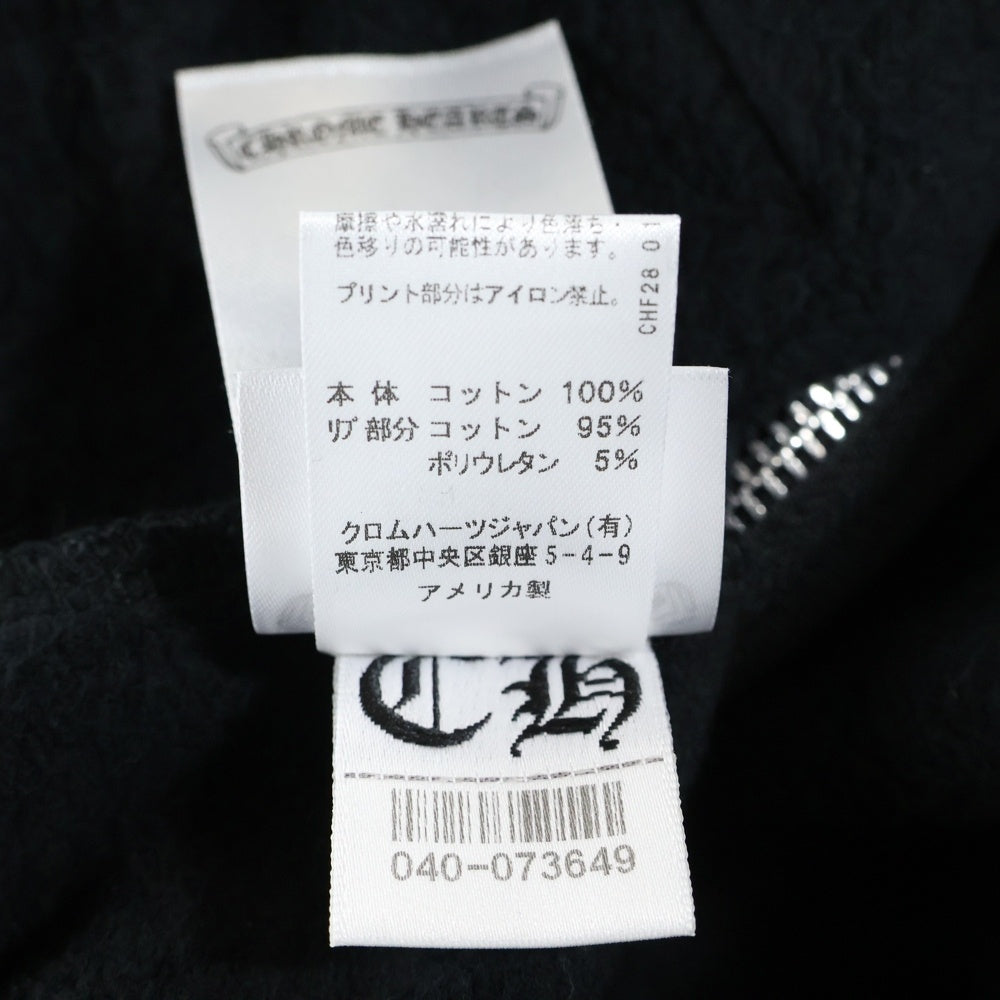 CHROME HEARTS
摩擦や水濡れにより色落ち・
色移りの可能性があります。
プリント部分はアイロン禁止。
CHF28 01
本体 コットン 100%
リブ部分 コットン 95%
ポリウレタン 5%
クロムハーツジャパン(有)
東京都中央区銀座5-4-9
アメリカ製
CH
040-073649